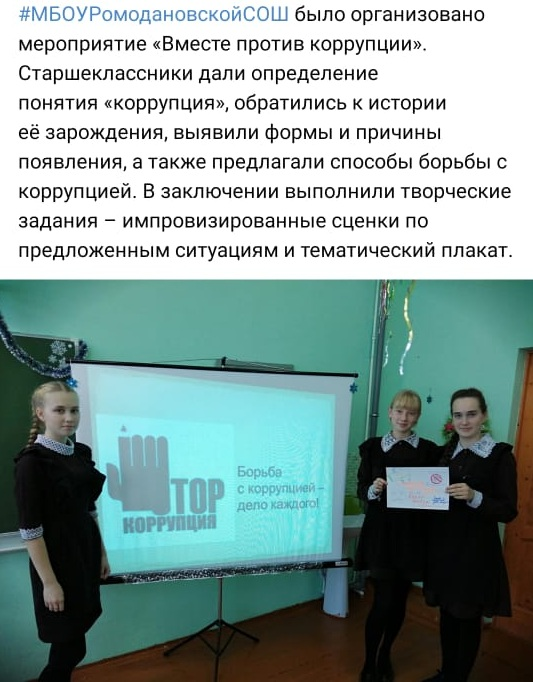 #МБОУРомодановскойСОШ было организовано
мероприятие «Вместе против коррупции».
Старшеклассники дали определение
понятия «коррупция», обратились к истории
её зарождения, выявили формы и причины
появления, а также предлагали способы борьбы с
коррупцией. В заключении выполнили творческие
задания – импровизированные сценки по
предложенным ситуациям и тематический плакат.
ТОР
КОРРУПЦИЯ
Борьба
с коррупцией –
дело каждого!